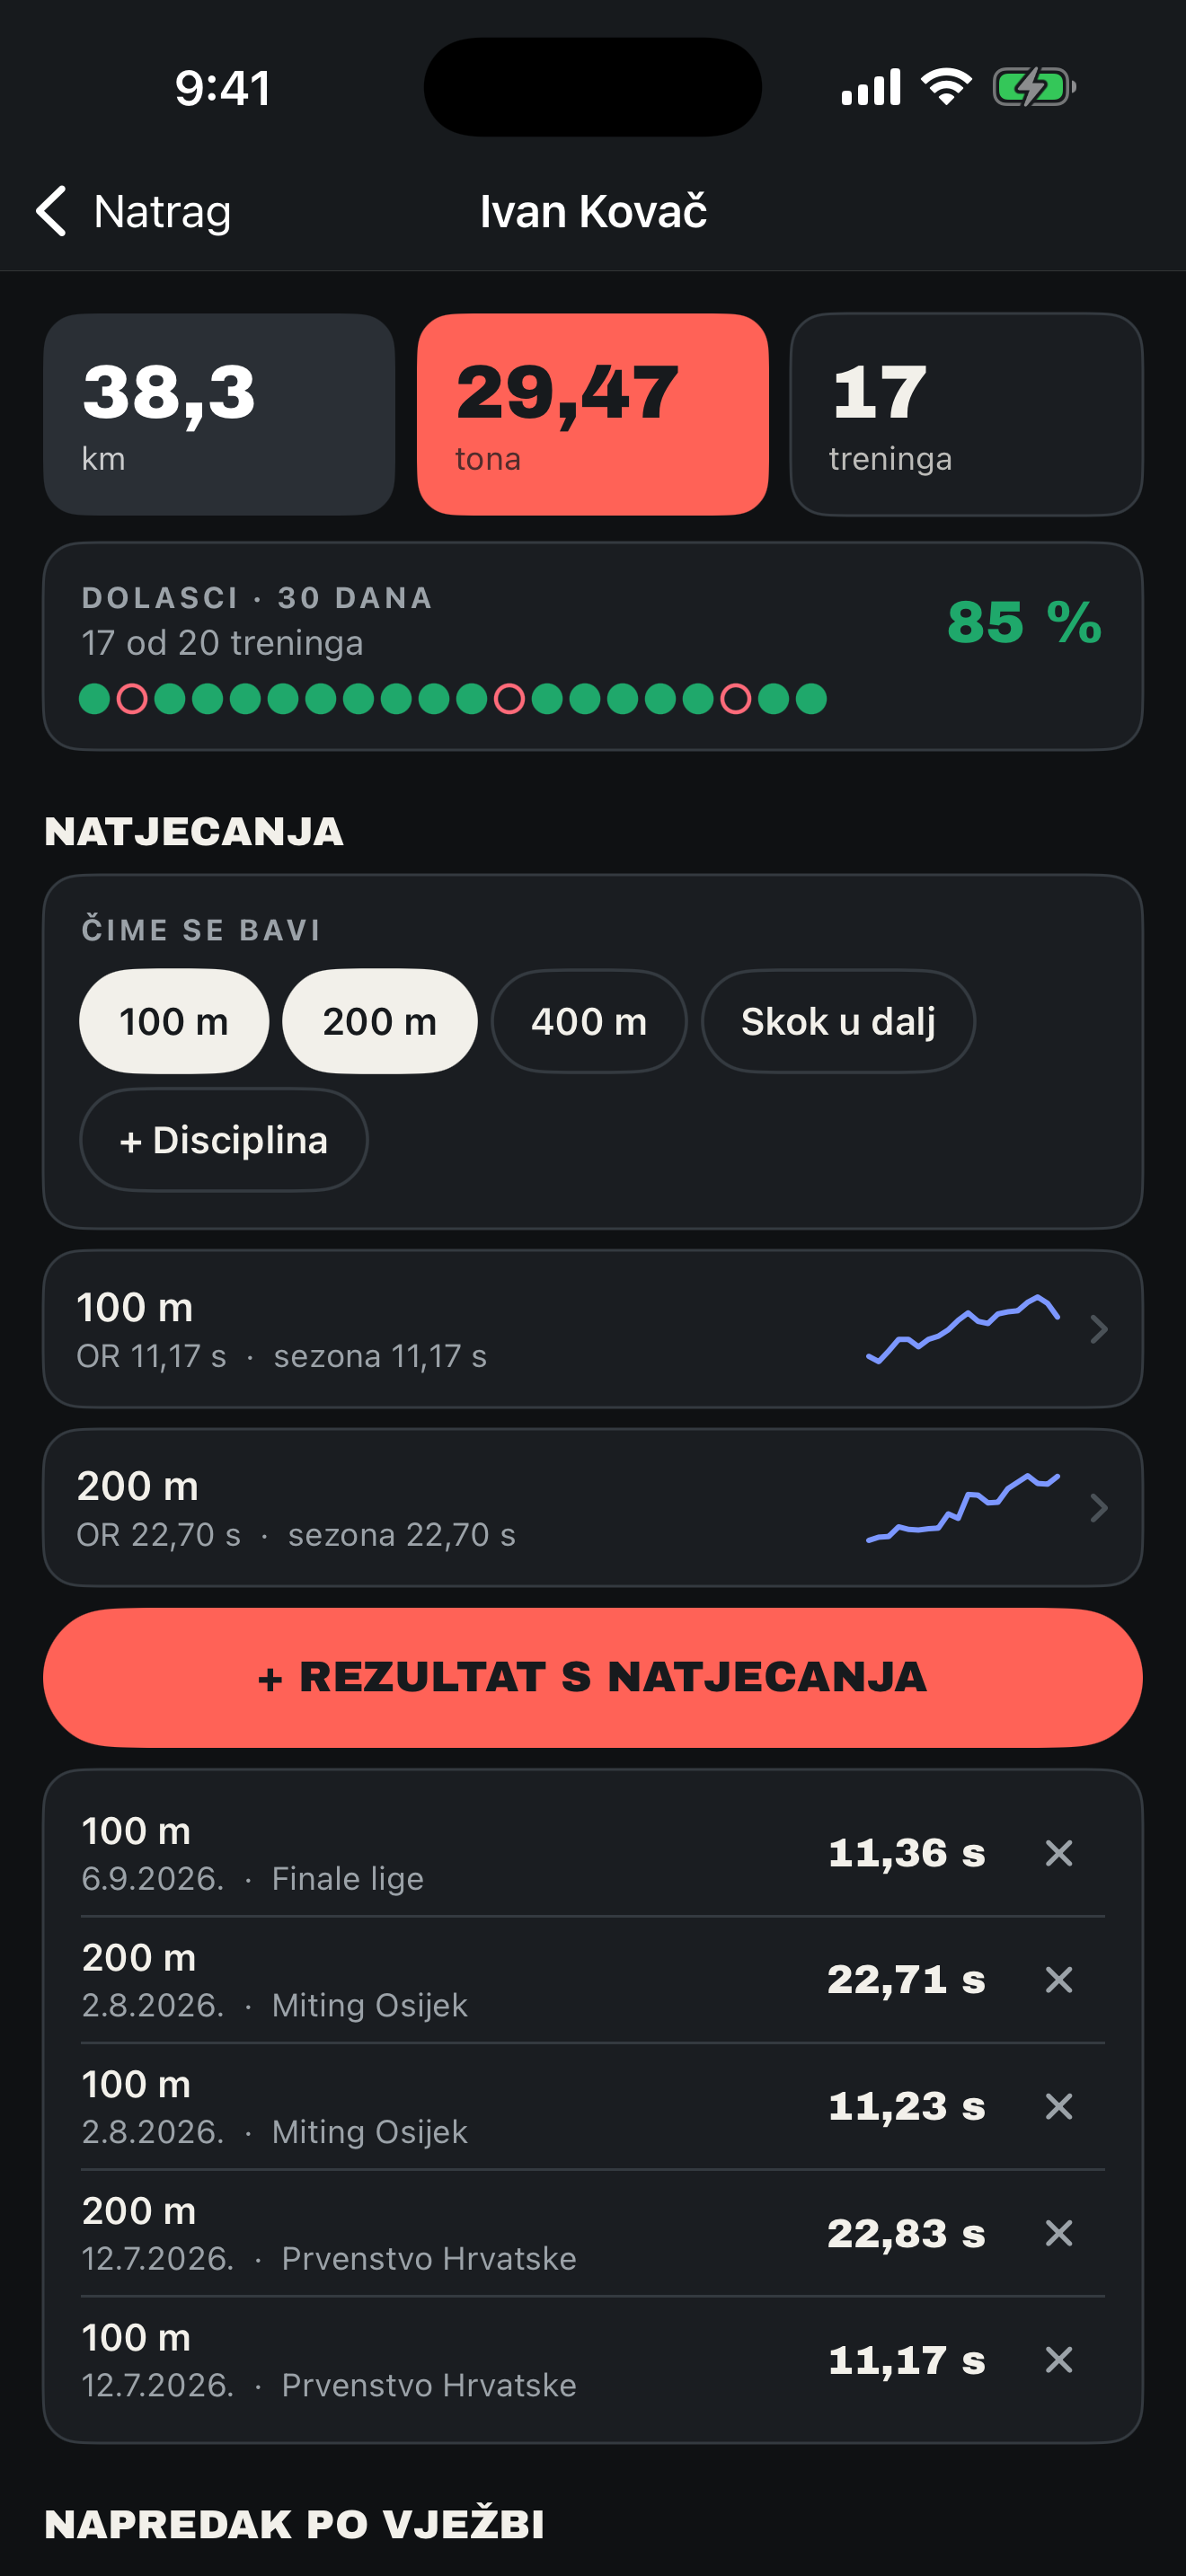 9:41
Natrag
Ivan Kovač
38,3
km
29,47
tona
17
treninga
DOLASCI · 30 DANA
17 od 20 treninga
85 %
NATJECANJA
ČIME SE BAVI
100 m
200 m
400 m
Skok u dalj
+ Disciplina
100 m
OR 11,17 s · sezona 11,17 s
200 m
OR 22,70 s · sezona 22,70 s
+ REZULTAT S NATJECANJA
100 m
6.9.2026. · Finale lige
11,36 s
200 m
2.8.2026. · Miting Osijek
22,71 s
100 m
2.8.2026. · Miting Osijek
11,23 s
200 m
12.7.2026. · Prvenstvo Hrvatske
22,83 s
100 m
12.7.2026. · Prvenstvo Hrvatske
11,17 s
NAPREDAK PO VJEŽBI